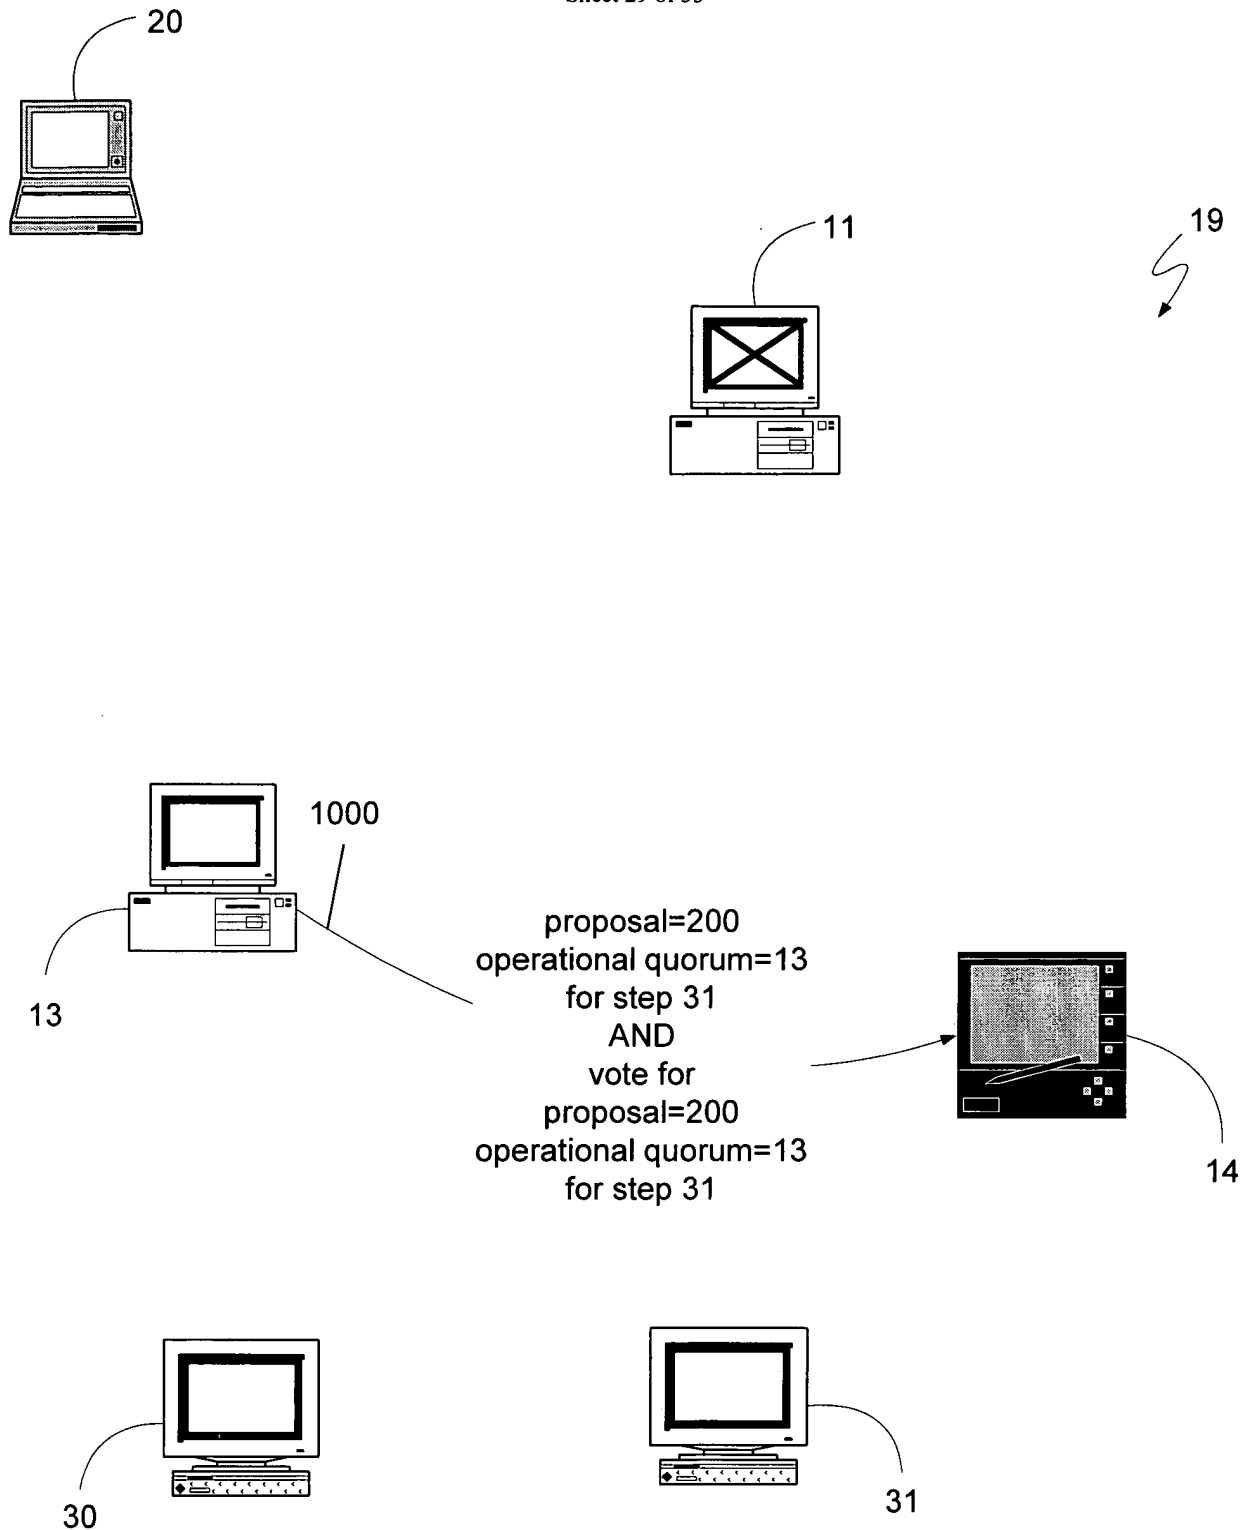 20
11
19
1000
13
proposal=200
operational quorum=13
for step 31
AND
vote for
proposal=200
operational quorum=13
for step 31
14
30
31